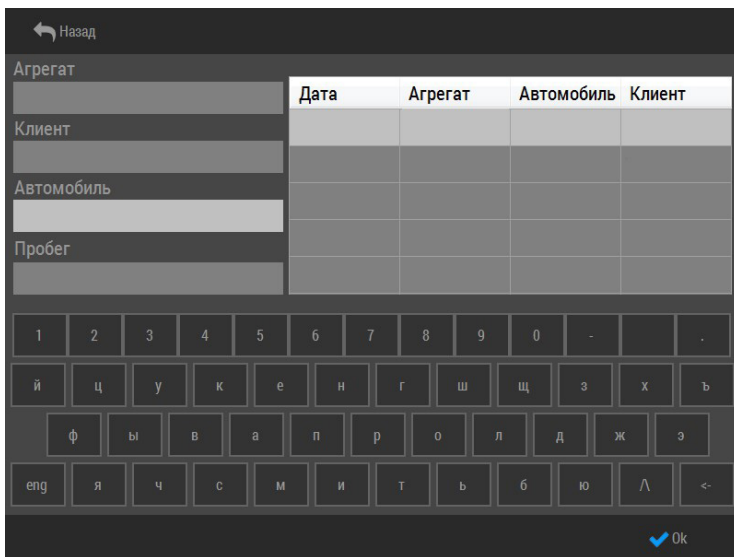 Назад
Агрегат
Дата Агрегат Автомобиль Клиент
Клиент
Автомобиль
Пробег
1 2 3 4 5 6 7 8 9 0 - .
й ц у к е н г ш щ з х ъ
ф ы в а п р о л д ж э
eng я ч с м и т ь б ю /\ <-
Ok